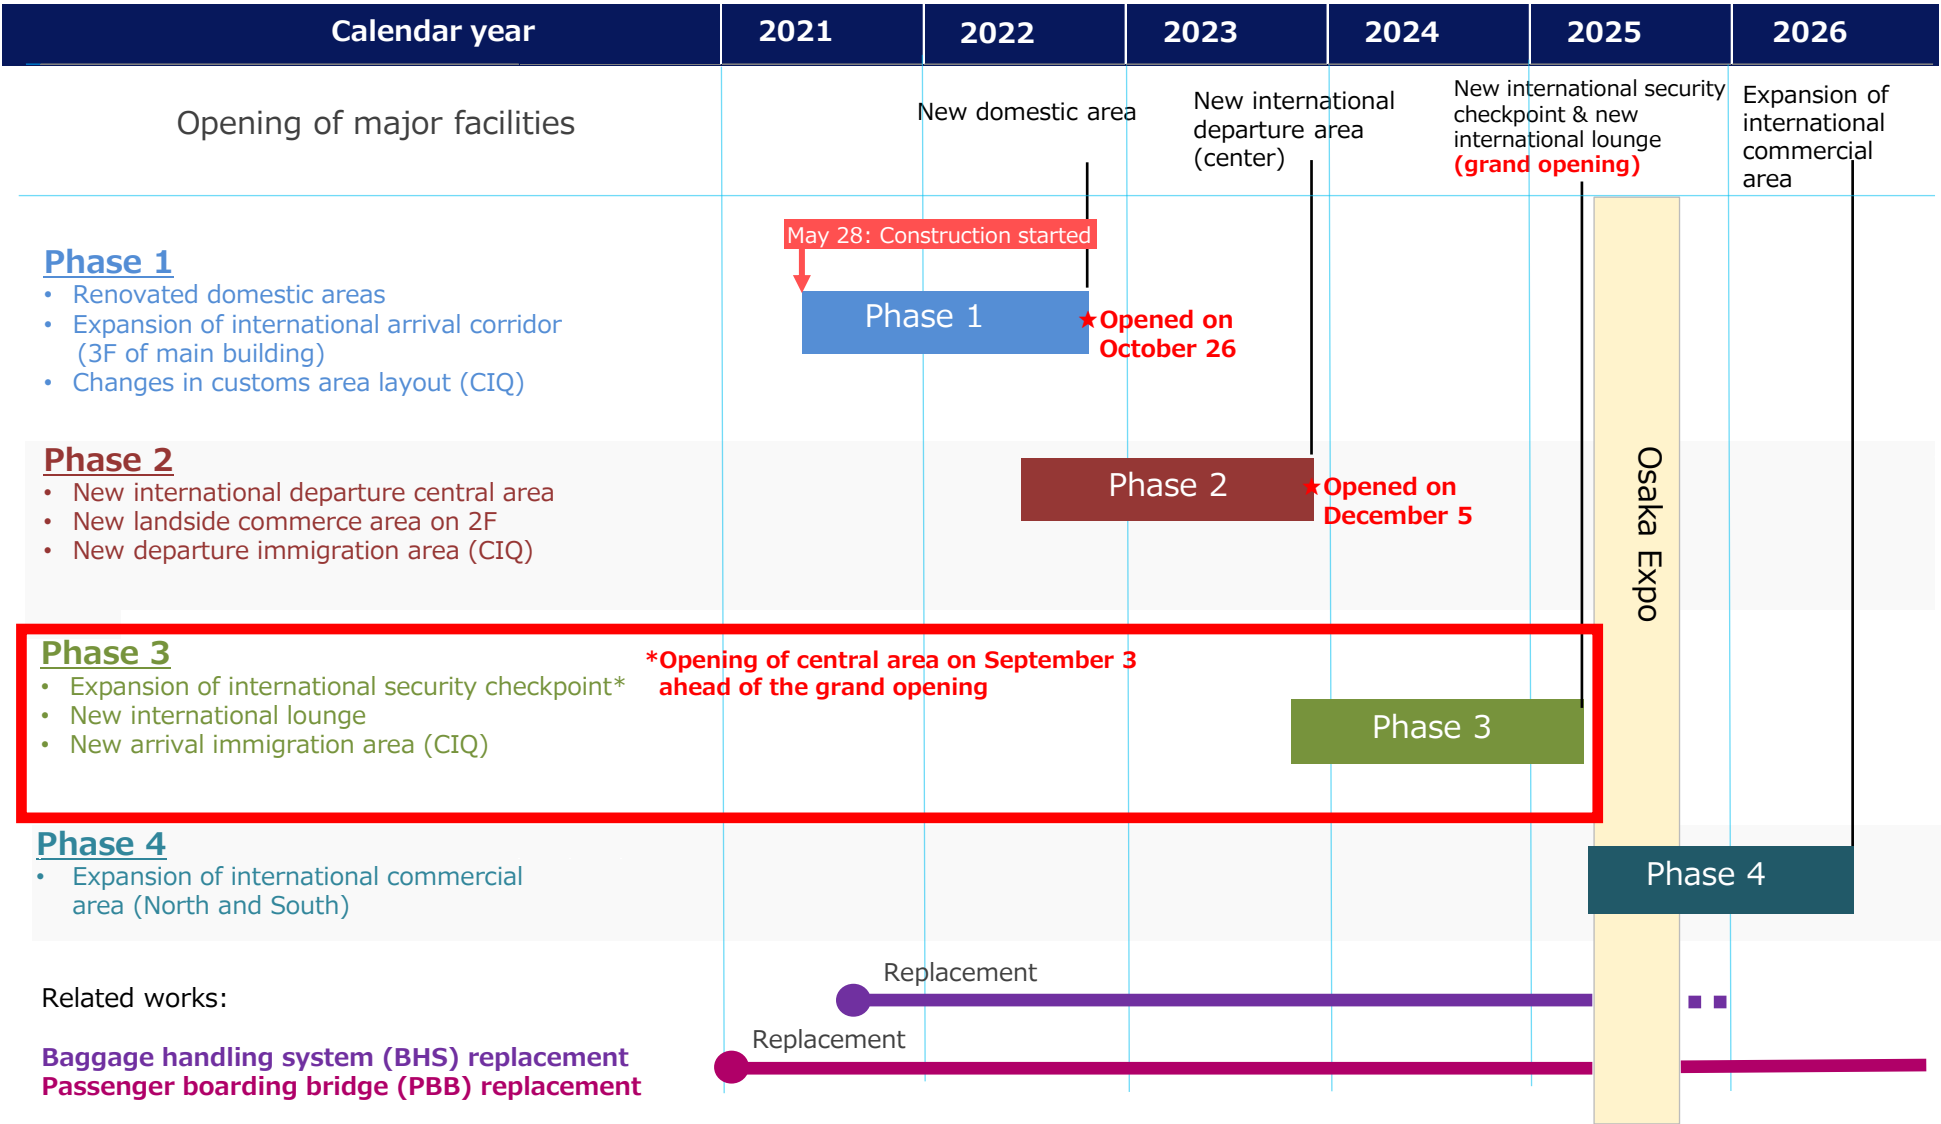 Calendar year 2021 2022 2023 2024 2025 2026
Opening of major facilities
New domestic area
New international
departure area
(center)
New international security
checkpoint & new
international lounge
(grand opening)
Expansion of
international
commercial
area
May 28: Construction started
Phase 1
• Renovated domestic areas
• Expansion of international arrival corridor
(3F of main building)
• Changes in customs area layout (CIQ)
Phase 1
★Opened on
October 26
Phase 2
• New international departure central area
• New landside commerce area on 2F
• New departure immigration area (CIQ)
Phase 2
★Opened on
December 5
Osaka Expo
Phase 3
• Expansion of international security checkpoint*
• New international lounge
• New arrival immigration area (CIQ)
*Opening of central area on September 3
ahead of the grand opening
Phase 3
Phase 4
• Expansion of international commercial
area (North and South)
Phase 4
Related works:
Replacement
Replacement
Baggage handling system (BHS) replacement
Passenger boarding bridge (PBB) replacement